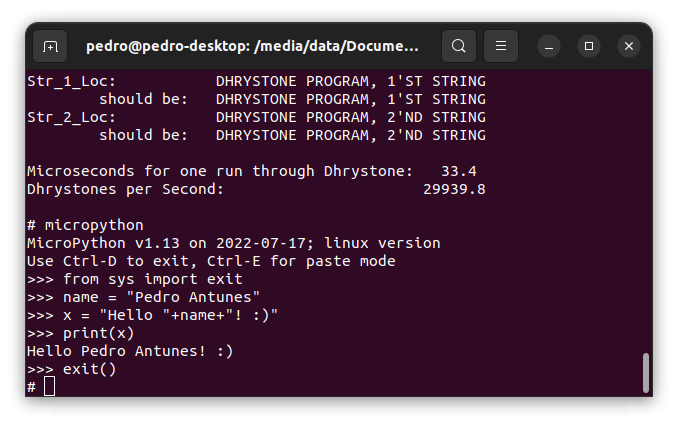 pedro@pedro-desktop: /media/data/Docume...
Str_1_Loc:           DHRYSTONE PROGRAM, 1'ST STRING
        should be:   DHRYSTONE PROGRAM, 1'ST STRING
Str_2_Loc:           DHRYSTONE PROGRAM, 2'ND STRING
        should be:   DHRYSTONE PROGRAM, 2'ND STRING
Microseconds for one run through Dhrystone:   33.4
Dhrystones per Second:                      29939.8
# micropython
MicroPython v1.13 on 2022-07-17; linux version
Use Ctrl-D to exit, Ctrl-E for paste mode
>>> from sys import exit
>>> name = "Pedro Antunes"
>>> x = "Hello "+name+"! :)"
>>> print(x)
Hello Pedro Antunes! :)
>>> exit()
#